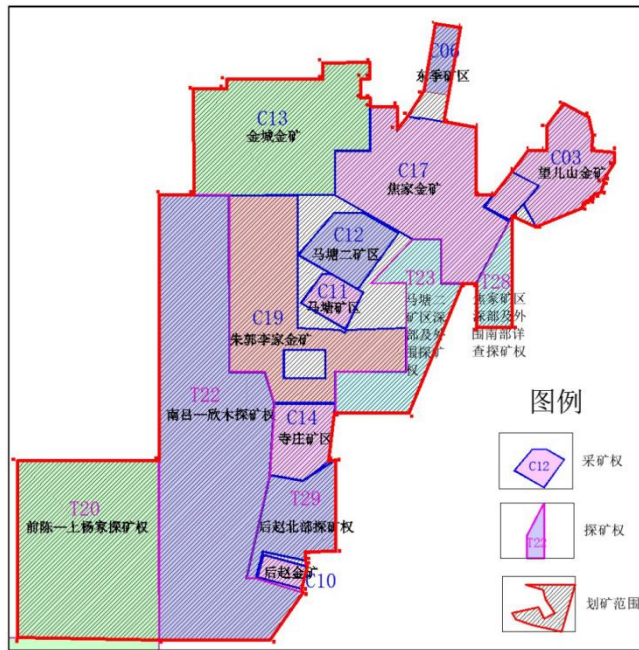 C06
东季矿区
C13
金城金矿
C17
焦家金矿
C03
望儿山金矿
C12
马塘二矿区
C11
马塘矿区
T23
马塘二
矿区深
部及外
围探矿
权
T28
焦家矿区
深部及外
围南部详
查探矿权
C19
朱郭李家金矿
T22
南吕一欣木探矿权
C14
寺庄矿区
T29
后赵北部探矿权
后赵金矿
C10
T20
前陈一上杨家探矿权
图例
C12
采矿权
T22
探矿权
划矿范围